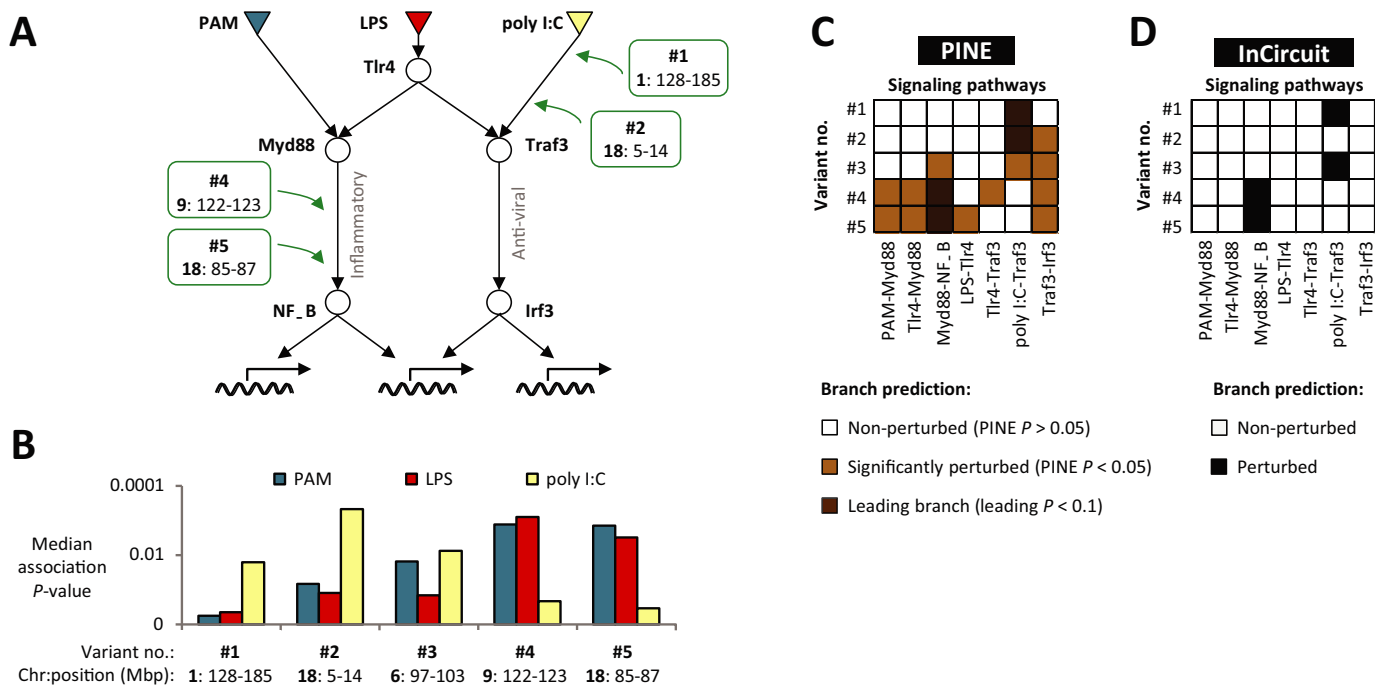 A
PAM
LPS
poly I:C
Tlr4
#1
1: 128-185
#2
18: 5-14
Myd88
Traf3
#4
9: 122-123
#5
18: 85-87
Inflammatory
Anti-viral
NF_B
Irf3
B
PAM
LPS
poly I:C
0.0001
0.01
0
Median
association
P-value
Variant no.:
#1
#2
#3
#4
#5
Chr:position (Mbp):
1: 128-185
18: 5-14
6: 97-103
9: 122-123
18: 85-87
C
PINE
Signaling pathways
Variant no.
#1
#2
#3
#4
#5
PAM-Myd88
Tlr4-Myd88
Myd88-NF_B
LPS-Tlr4
Tlr4-Traf3
poly I:C-Traf3
Traf3-Irf3
Branch prediction:
Non-perturbed (PINE P > 0.05)
Significantly perturbed (PINE P < 0.05)
Leading branch (leading P < 0.1)
D
InCircuit
Signaling pathways
Variant no.
#1
#2
#3
#4
#5
PAM-Myd88
Tlr4-Myd88
Myd88-NF_B
LPS-Tlr4
Tlr4-Traf3
poly I:C-Traf3
Traf3-Irf3
Branch prediction:
Non-perturbed
Perturbed